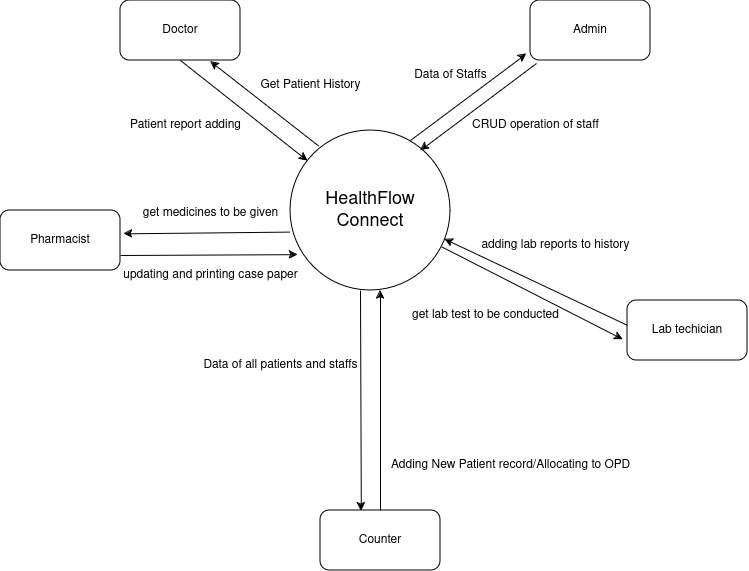 Doctor
Admin
Data of Staffs
Get Patient History
Patient report adding
CRUD operation of staff
HealthFlow
Connect
get medicines to be given
Pharmacist
adding lab reports to history
updating and printing case paper
get lab test to be conducted
Lab techician
Data of all patients and staffs
Adding New Patient record/Allocating to OPD
Counter